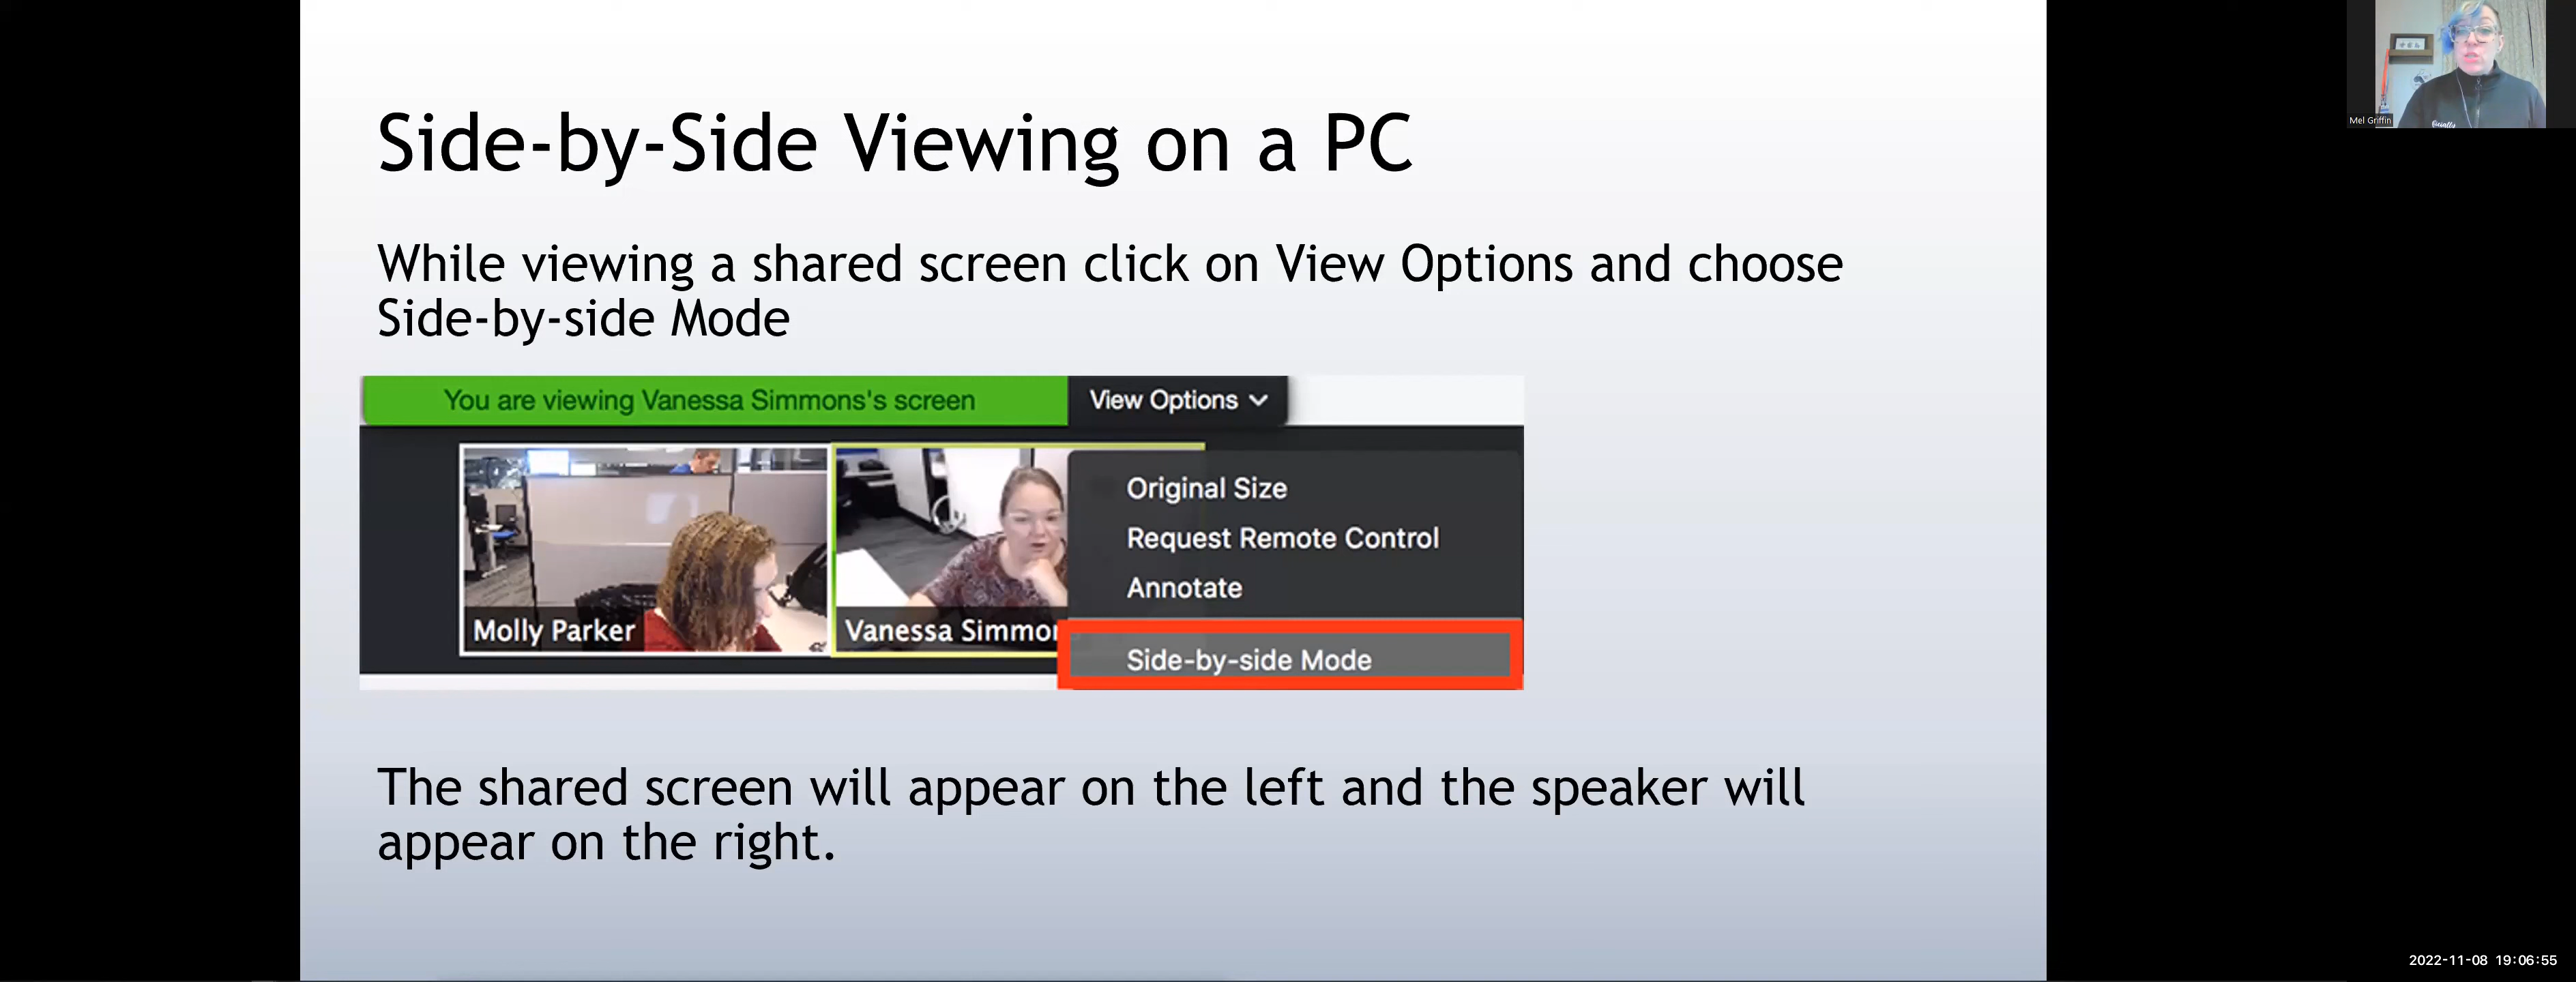 Side-by-Side Viewing on a PC
While viewing a shared screen click on View Options and choose
Side-by-side Mode
You are viewing Vanessa Simmons's screen
View Options
Original Size
Request Remote Control
Annotate
Side-by-side Mode
Molly Parker
Vanessa Simmon
The shared screen will appear on the left and the speaker will
appear on the right.
Mel Griffin
2022-11-08 19:06:55